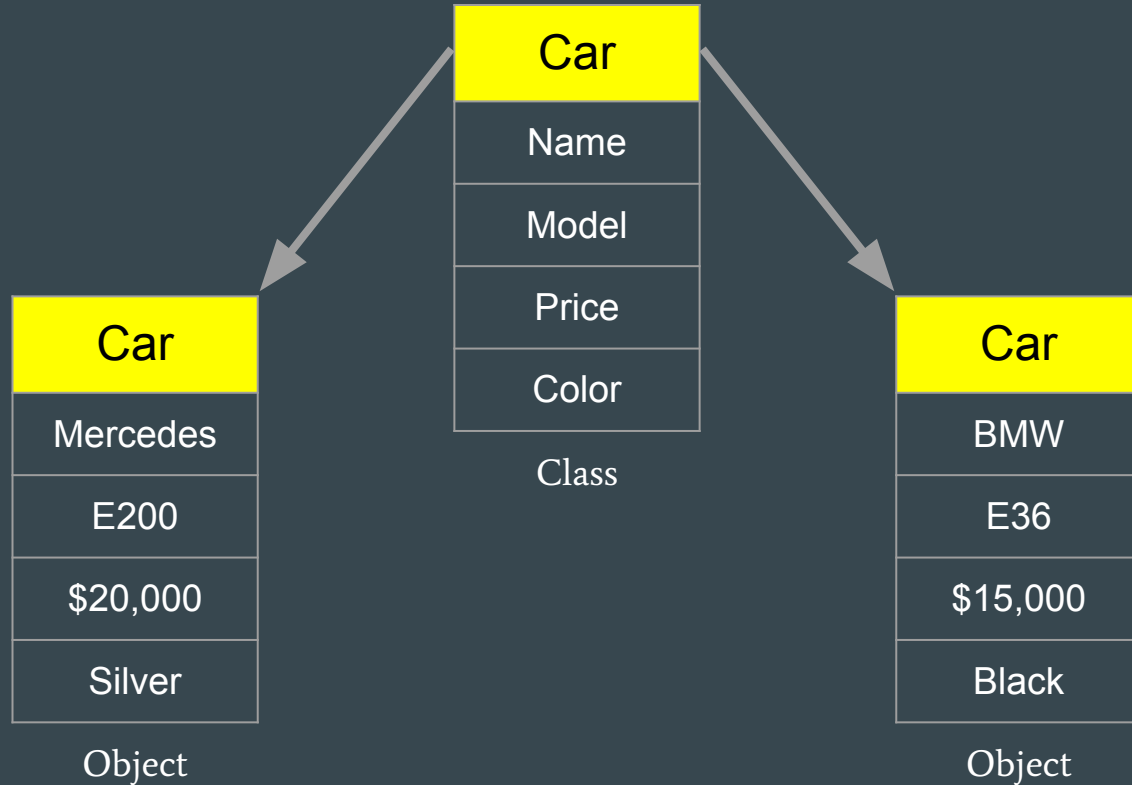 Car
Name
Model
Price
Color
Class
Car
Mercedes
E200
$20,000
Silver
Object
Car
BMW
E36
$15,000
Black
Object